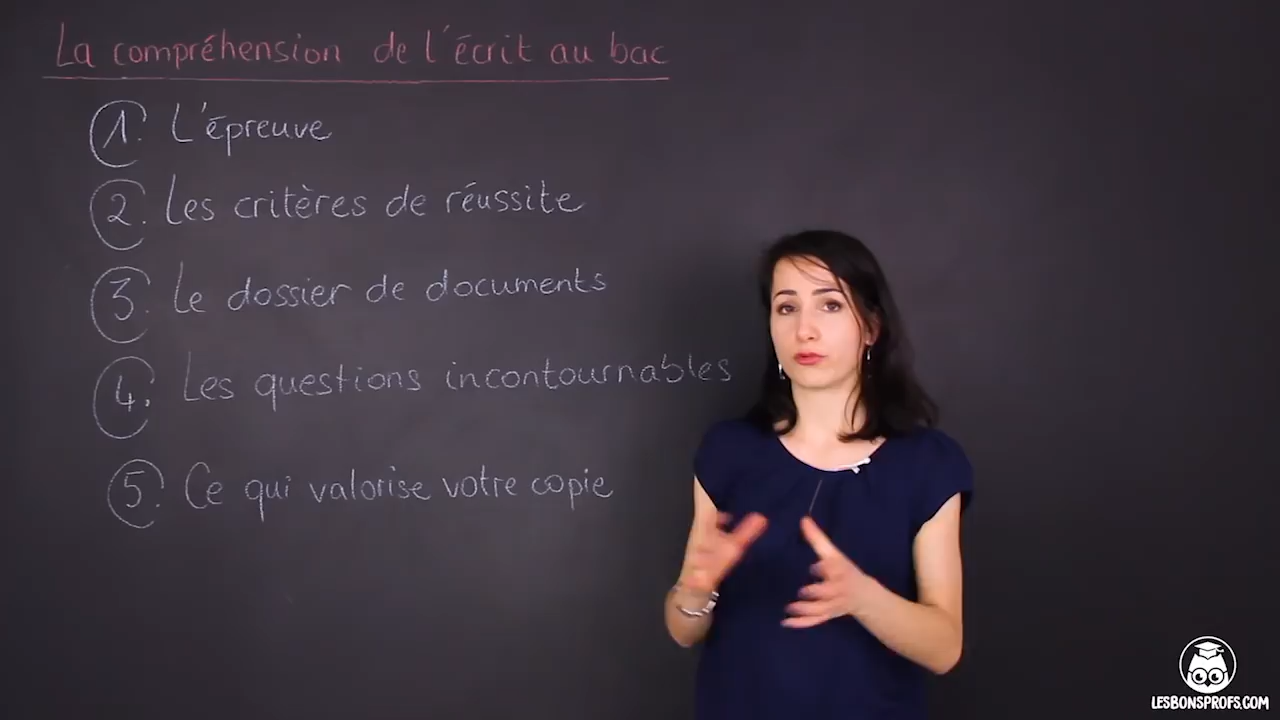 La compréhension de l'écrit au bac
1. L'épreuve
2. Les critères de réussite
3. Le dossier de documents
4. Les questions incontournables
5. Ce qui valorise votre copie
LESBONSPROFS.COM